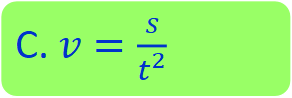 C. v = s/t²